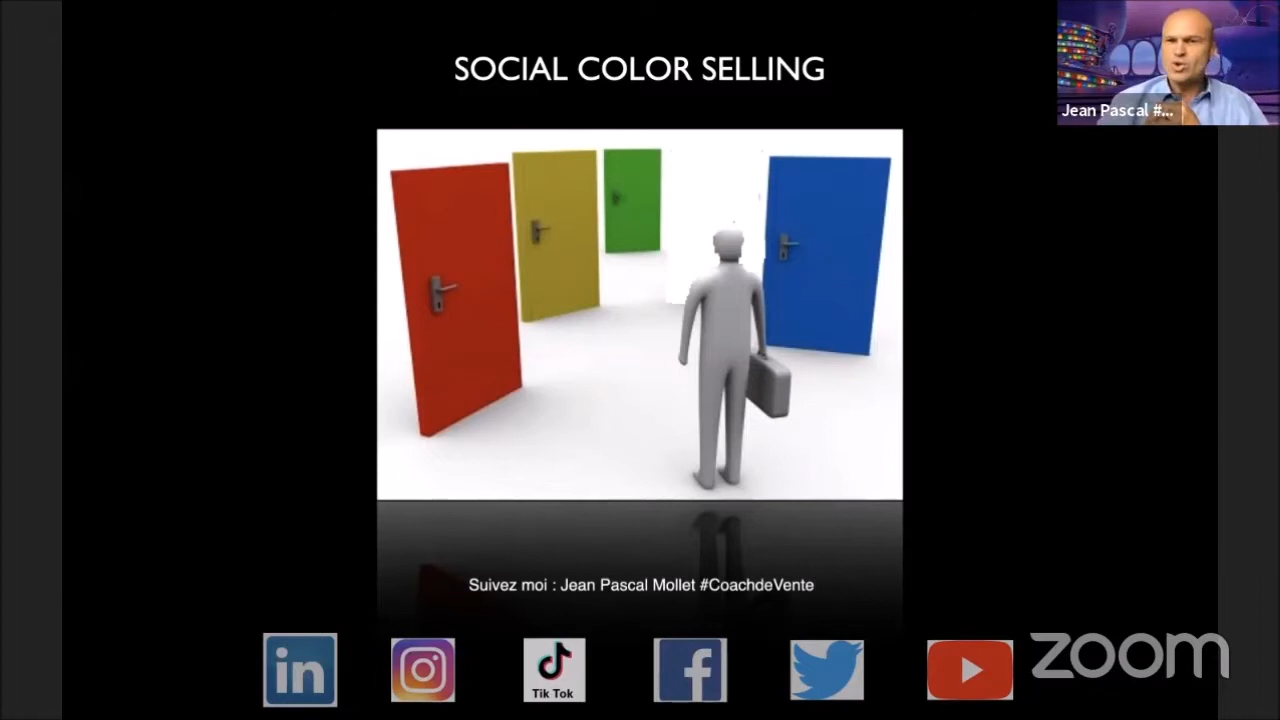 SOCIAL COLOR SELLING
Jean Pascal #...
Suivez moi : Jean Pascal Mollet #CoachdeVente
in
Tik Tok
f
zoom